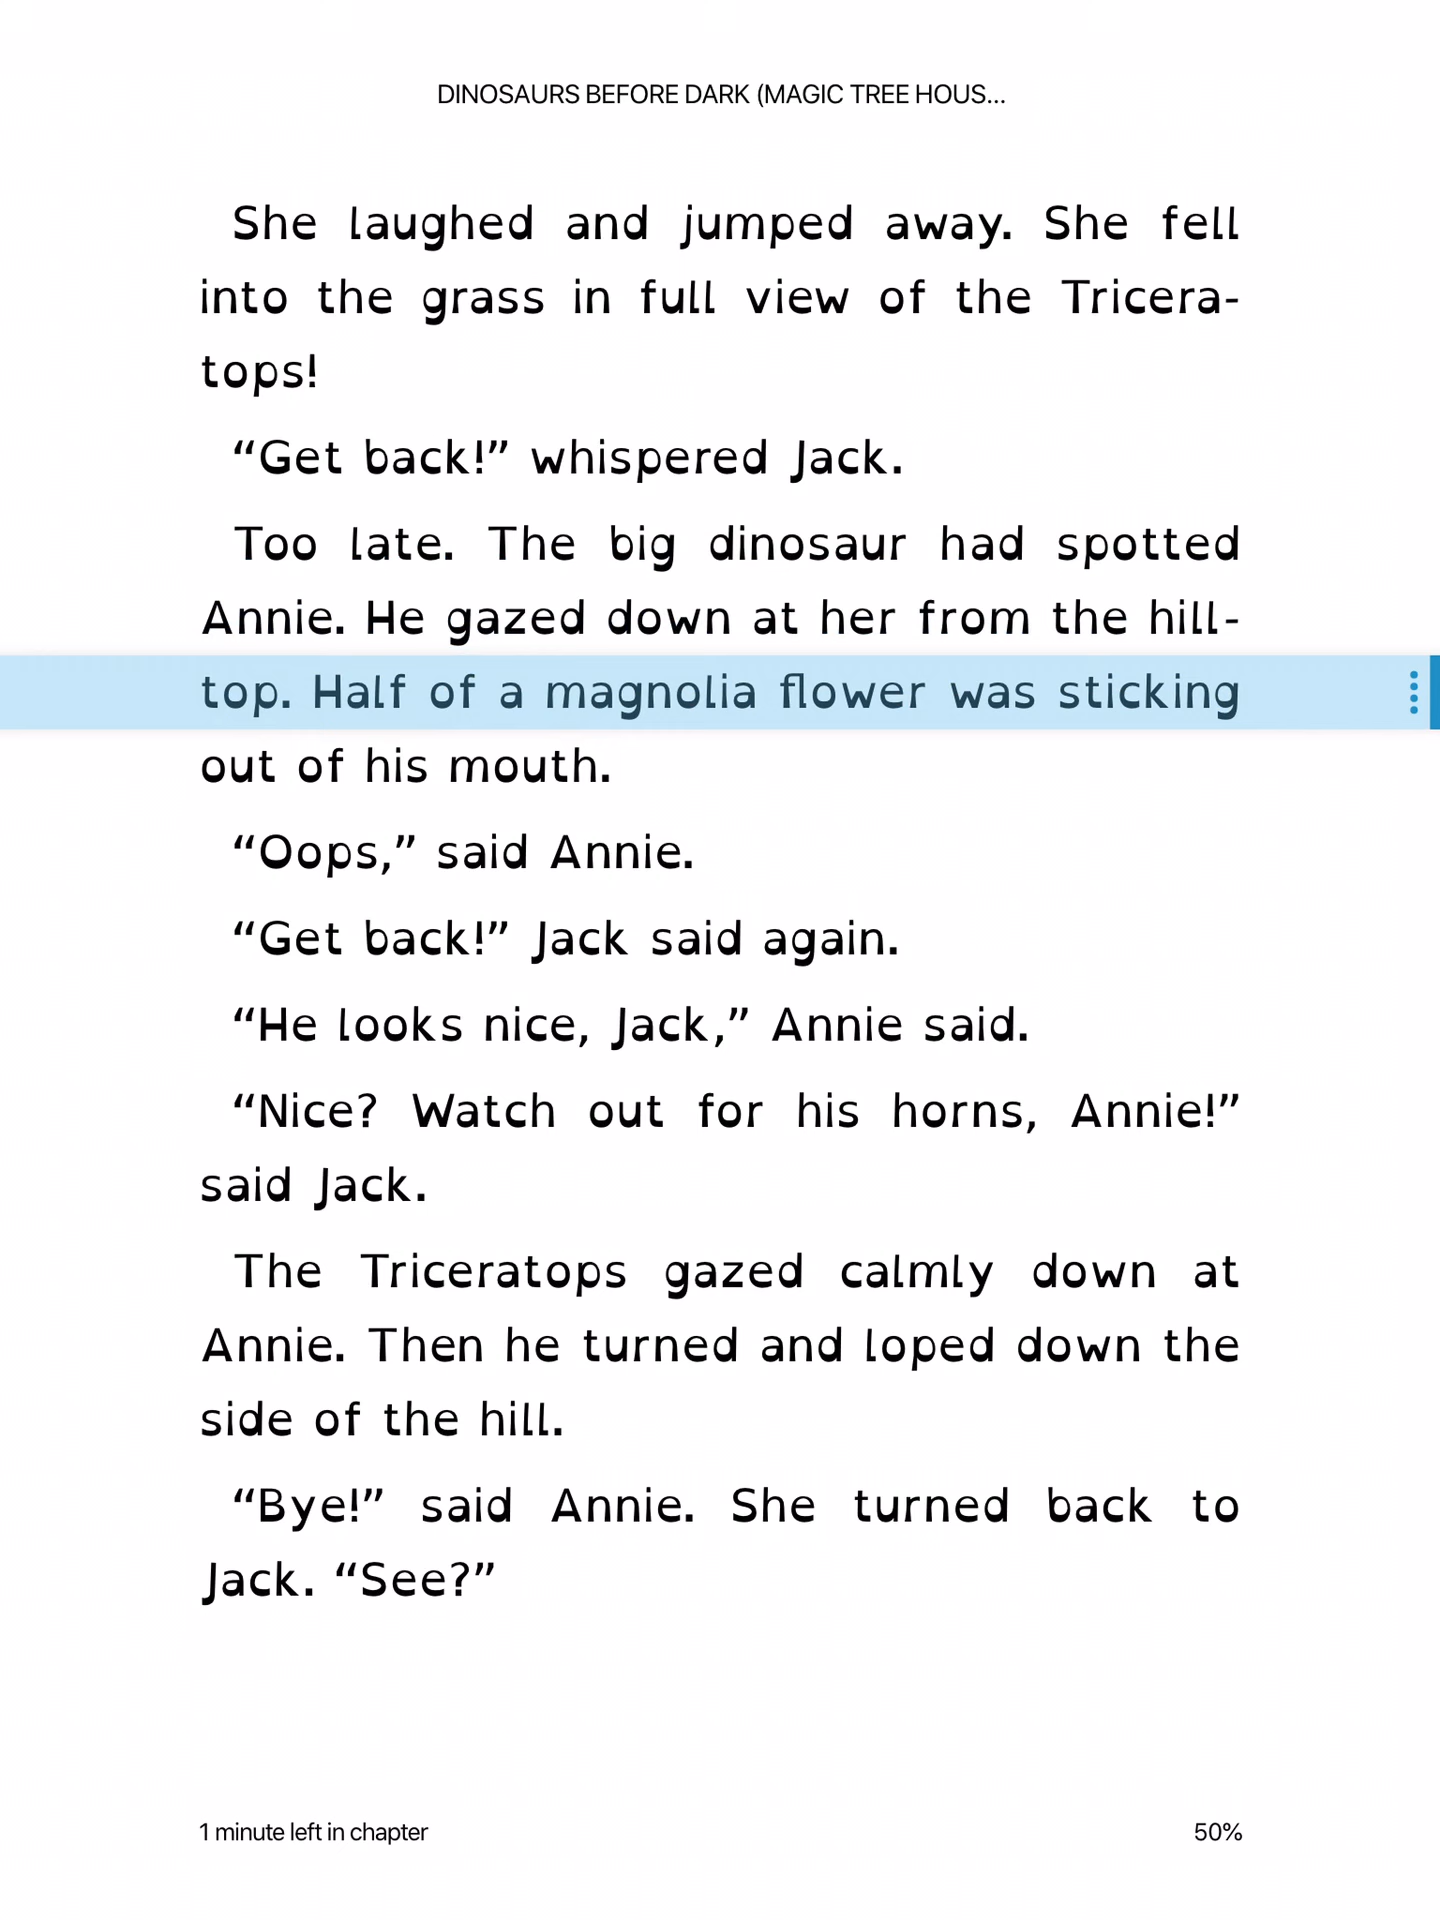 DINOSAURS BEFORE DARK (MAGIC TREE HOUS...
She laughed and jumped away. She fell
into the grass in full view of the Tricera-
tops!
“Get back!” whispered Jack.
Too late. The big dinosaur had spotted
Annie. He gazed down at her from the hill-
top. Half of a magnolia flower was sticking
out of his mouth.
“Oops,” said Annie.
“Get back!” Jack said again.
“He looks nice, Jack,” Annie said.
“Nice? Watch out for his horns, Annie!”
said Jack.
The Triceratops gazed calmly down at
Annie. Then he turned and loped down the
side of the hill.
“Bye!” said Annie. She turned back to
Jack. “See?”
1 minute left in chapter 50%